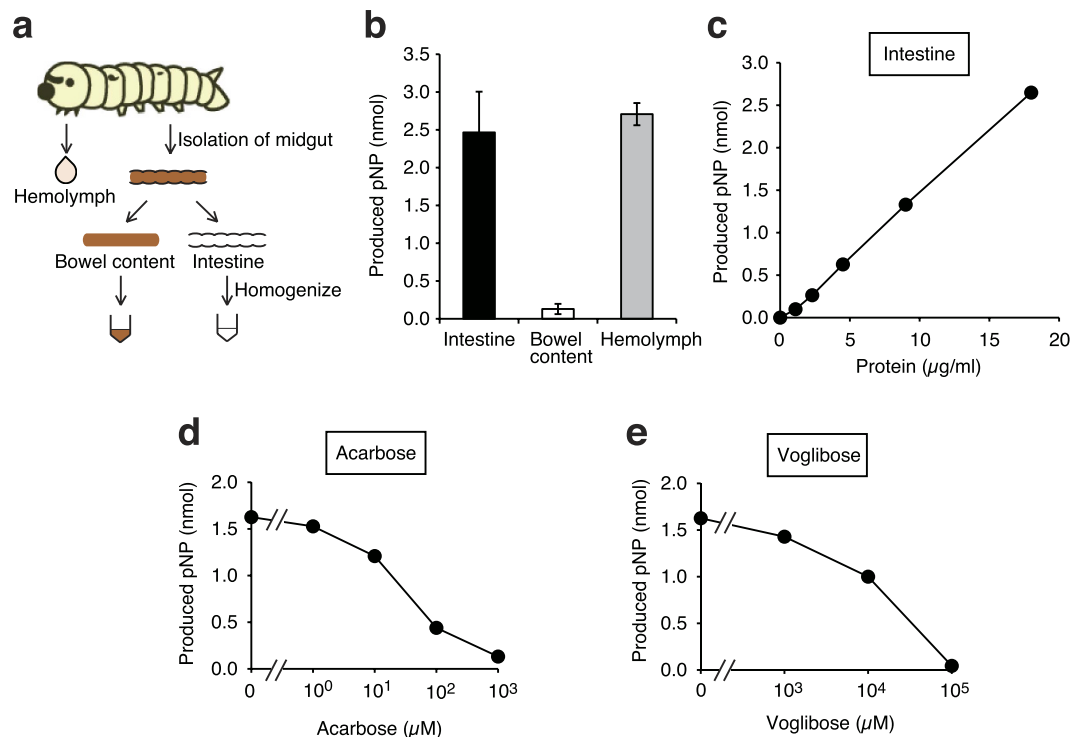 a
Isolation of midgut
Hemolymph
Bowel content
Intestine
Homogenize
b
Produced pNP (nmol)
3.5
3.0
2.5
2.0
1.5
1.0
0.5
0.0
Intestine
Bowel
content
Hemolymph
c
Intestine
Produced pNP (nmol)
3.0
2.5
2.0
1.5
1.0
0.5
0.0
0 5 10 15 20
Protein (µg/ml)
d
Acarbose
Produced pNP (nmol)
2.0
1.5
1.0
0.5
0.0
0 10⁰ 10¹ 10² 10³
Acarbose (µM)
e
Voglibose
Produced pNP (nmol)
2.0
1.5
1.0
0.5
0.0
0 10³ 10⁴ 10⁵
Voglibose (µM)